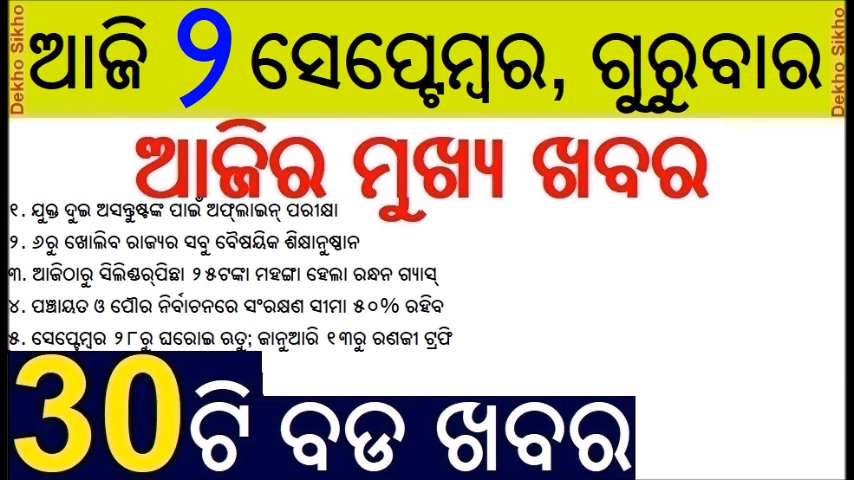 Dekho Sikho
ଆଜି ୨ ସେପ୍ଟେମ୍ବର, ଗୁରୁବାର
Dekho Sikho
ଆଜିର ମୁଖ୍ୟ ଖବର
୧. ଯୁକ୍ତ ଦୁଇ ଅସନ୍ତୁଷ୍ଟଙ୍କ ପାଇଁ ଅଫ୍‌ଲାଇନ୍ ପରୀକ୍ଷା
୨. ୬ରୁ ଖୋଲିବ ରାଜ୍ୟର ସବୁ ବୈଷୟିକ ଶିକ୍ଷାନୁଷ୍ଠାନ
୩. ଆଜିଠାରୁ ସିଲିଣ୍ଡର୍‌ପିଛା ୨୫ଟଙ୍କା ମହଙ୍ଗା ହେଲା ରନ୍ଧନ ଗ୍ୟାସ୍
୪. ପଞ୍ଚାୟତ ଓ ପୌର ନିର୍ବାଚନରେ ସଂରକ୍ଷଣ ସୀମା ୫୦% ରହିବ
୫. ସେପ୍ଟେମ୍ବର ୨୮ରୁ ଘରୋଇ ଋତୁ; ଜାନୁଆରି ୧୩ରୁ ରଣଜୀ ଟ୍ରଫି
30ଟି ବଡ ଖବର